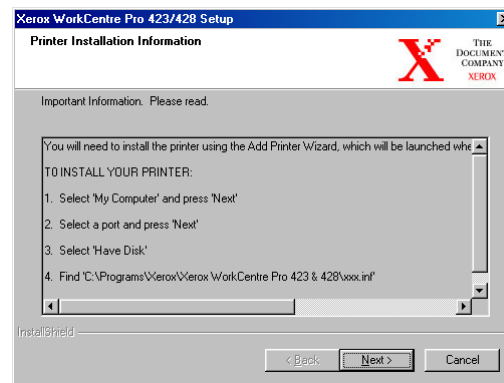 Xerox WorkCentre Pro 423/428 Setup
Printer Installation Information
THE
DOCUMENT
COMPANY
XEROX
Important Information. Please read.
You will need to install the printer using the Add Printer Wizard, which will be launched whe
TO INSTALL YOUR PRINTER:
1. Select 'My Computer' and press 'Next'
2. Select a port and press 'Next'
3. Select 'Have Disk'
4. Find 'C:\Programs\Xerox\Xerox WorkCentre Pro 423 & 428\xxx.inf'
InstallShield
< Back
Next >
Cancel